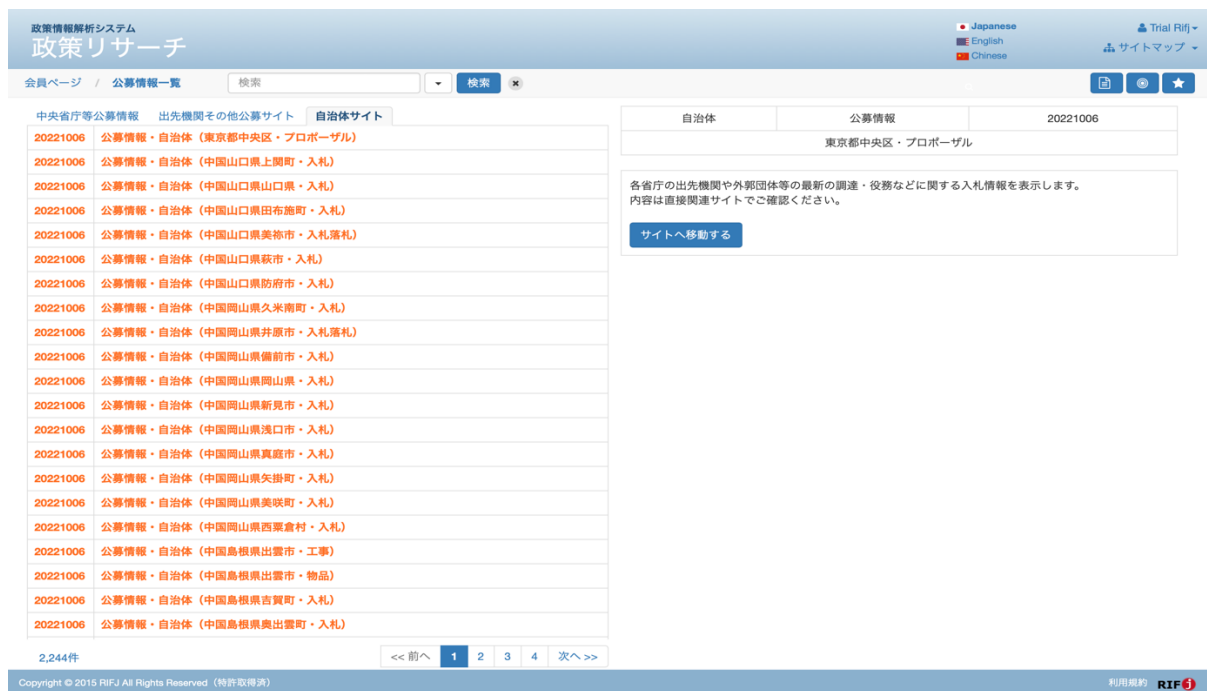 政策情報解析システム
政策リサーチ
Japanese
English
Chinese
Trial Rifj
サイトマップ
会員ページ / 公募情報一覧
検索
検索
中央省庁等公募情報 出先機関その他公募サイト 自治体サイト
20221006 公募情報・自治体（東京都中央区・プロポーザル）
20221006 公募情報・自治体（中国山口県上関町・入札）
20221006 公募情報・自治体（中国山口県山口県・入札）
20221006 公募情報・自治体（中国山口県田布施町・入札）
20221006 公募情報・自治体（中国山口県美祢市・入札落札）
20221006 公募情報・自治体（中国山口県萩市・入札）
20221006 公募情報・自治体（中国山口県防府市・入札）
20221006 公募情報・自治体（中国岡山県久米南町・入札）
20221006 公募情報・自治体（中国岡山県井原市・入札落札）
20221006 公募情報・自治体（中国岡山県備前市・入札）
20221006 公募情報・自治体（中国岡山県岡山県・入札）
20221006 公募情報・自治体（中国岡山県新見市・入札）
20221006 公募情報・自治体（中国岡山県浅口市・入札）
20221006 公募情報・自治体（中国岡山県真庭市・入札）
20221006 公募情報・自治体（中国岡山県矢掛町・入札）
20221006 公募情報・自治体（中国岡山県美咲町・入札）
20221006 公募情報・自治体（中国岡山県西粟倉村・入札）
20221006 公募情報・自治体（中国島根県出雲市・工事）
20221006 公募情報・自治体（中国島根県出雲市・物品）
20221006 公募情報・自治体（中国島根県吉賀町・入札）
20221006 公募情報・自治体（中国島根県奥出雲町・入札）
2,244件
<< 前へ 1 2 3 4 次へ >>
自治体 公募情報 20221006
東京都中央区・プロポーザル
各省庁の出先機関や外郭団体等の最新の調達・役務などに関する入札情報を表示します。
内容は直接関連サイトでご確認ください。
サイトへ移動する
Copyright © 2015 RIFJ All Rights Reserved（特許取得済）
利用規約 RIFJ